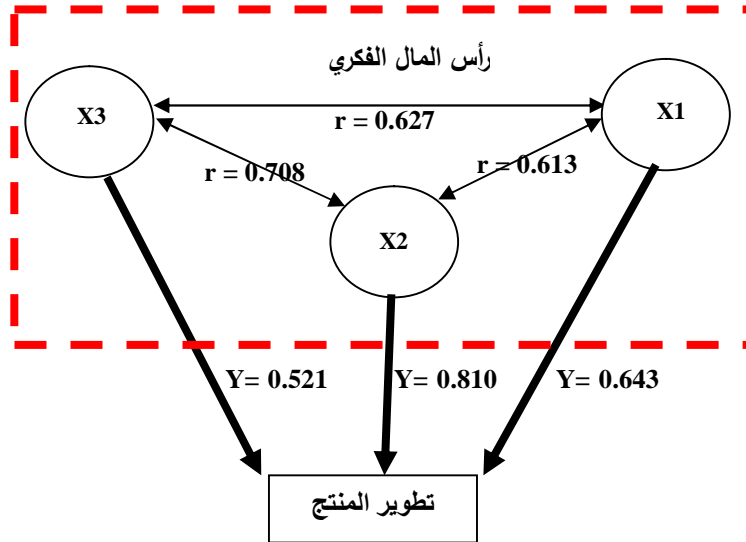 رأس المال الفكري
X3
X1
r = 0.627
r = 0.708
r = 0.613
X2
Y= 0.521
Y= 0.810
Y= 0.643
تطوير المنتج